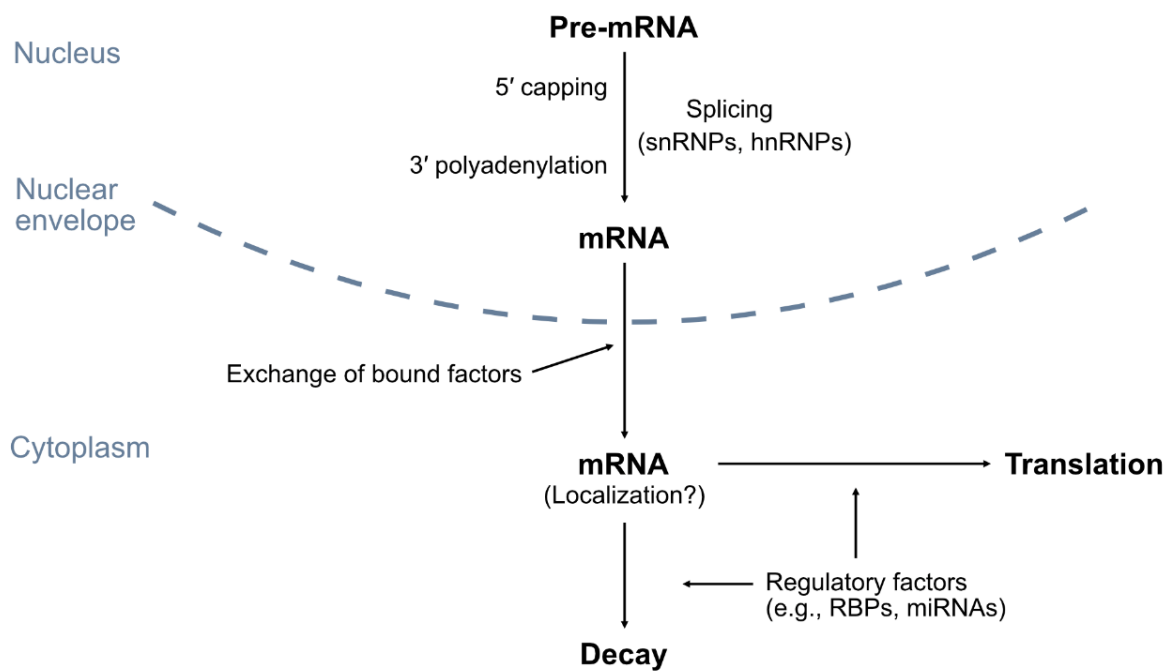 Pre-mRNA
Nucleus
5′ capping
Splicing
(snRNPs, hnRNPs)
3′ polyadenylation
Nuclear
envelope
mRNA
Exchange of bound factors
Cytoplasm
mRNA
(Localization?)
Translation
Regulatory factors
(e.g., RBPs, miRNAs)
Decay